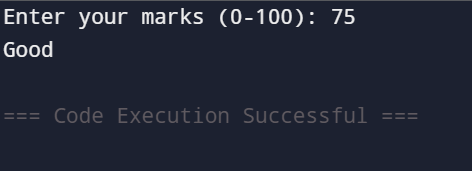 Enter your marks (0-100): 75
Good
=== Code Execution Successful ===